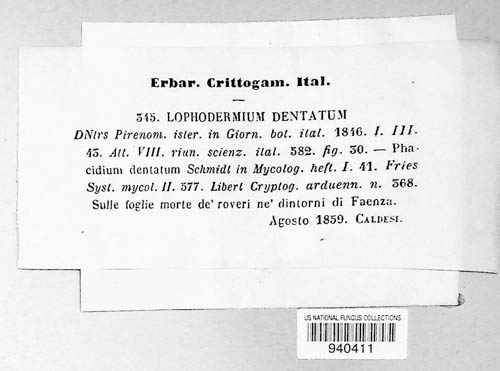 Erbar. Crittogam. Ital.
345. LOPHODERMIUM DENTATUM
DNtrs Pirenom. ister. in Giorn. bot. ital. 1846. I. III.
43. Att. VIII. riun. scienz. ital. 582. fig. 30. — Pha-
cidium dentatum Schmidt in Mycolog. heft. I. 41. Fries
Syst. mycol. II. 577. Libert Cryptog. arduenn. n. 368.
Sulle foglie morte de' roveri ne' dintorni di Faenza.
Agosto 1859. CALDESI.
US NATIONAL FUNGUS COLLECTIONS
940411